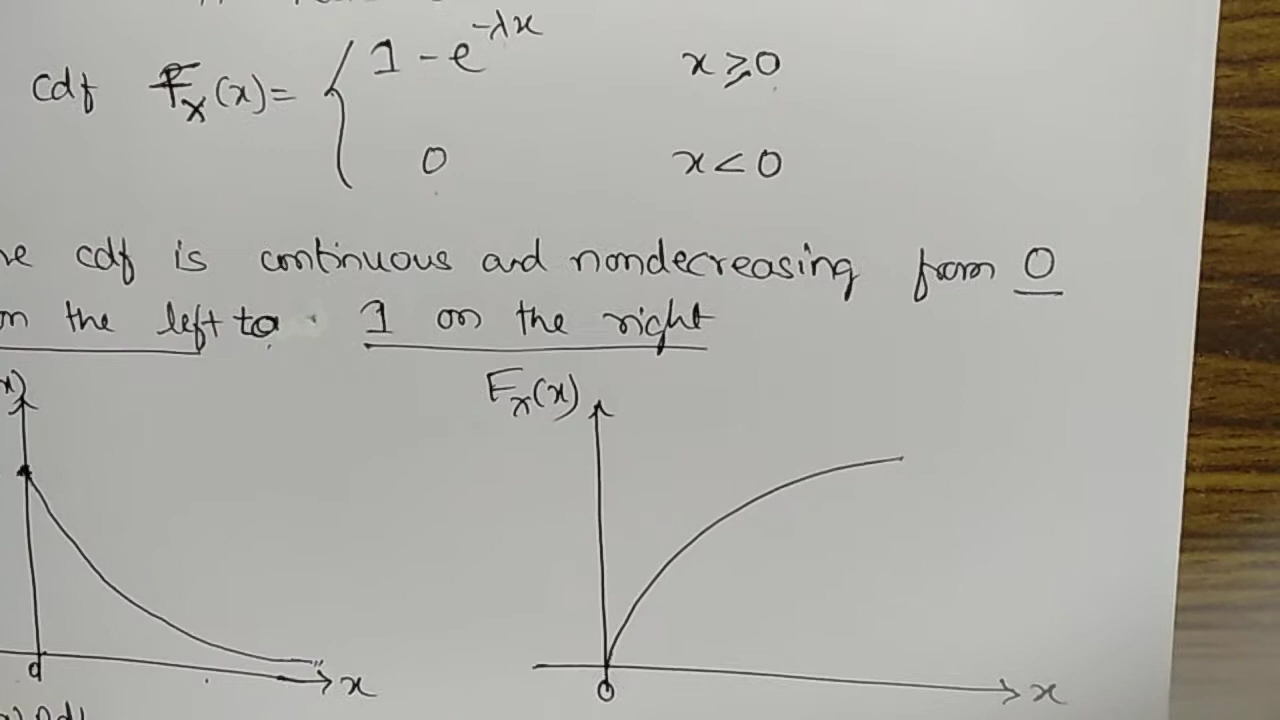 cdf F_X(x) = { 1 - e^{-λx} x ≥ 0
0 x < 0
cdf is continuous and nondecreasing from 0
the left to 1 on the right
F_X(x)
0 x
0 x